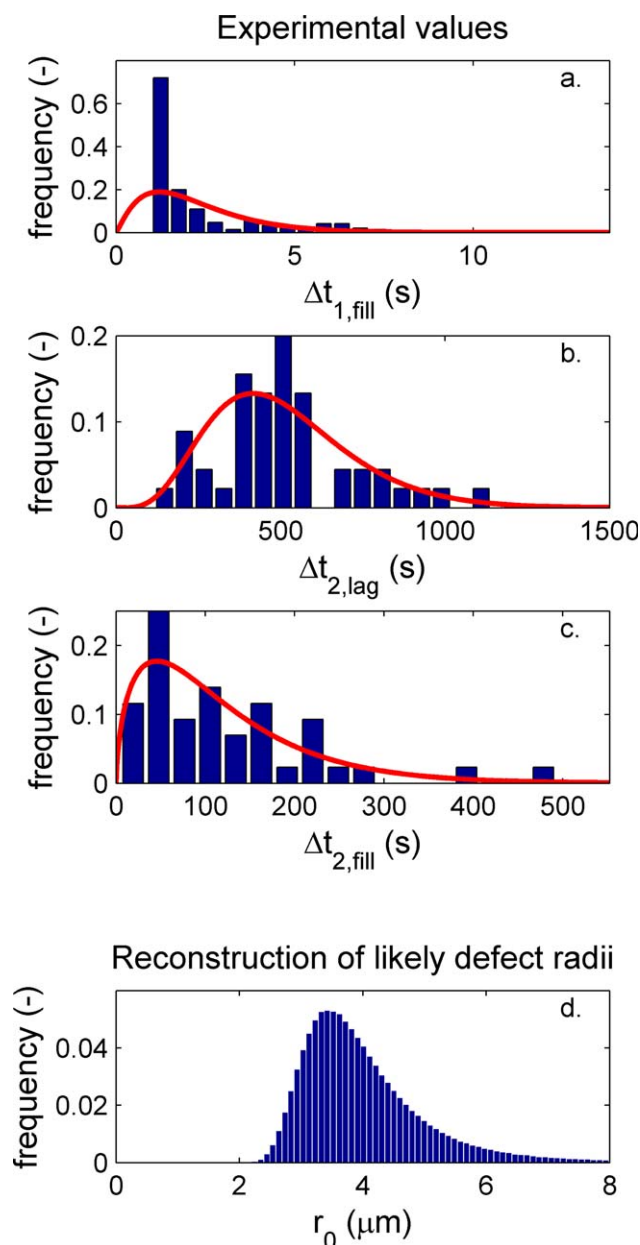 Experimental values
a.
frequency (-)
0.6
0.4
0.2
0
0 5 10
Δt1,fill (s)
b.
frequency (-)
0.2
0.1
0
0 500 1000 1500
Δt2,lag (s)
c.
frequency (-)
0.2
0.1
0
0 100 200 300 400 500
Δt2,fill (s)
Reconstruction of likely defect radii
d.
frequency (-)
0.04
0.02
0
0 2 4 6 8
r0 (μm)